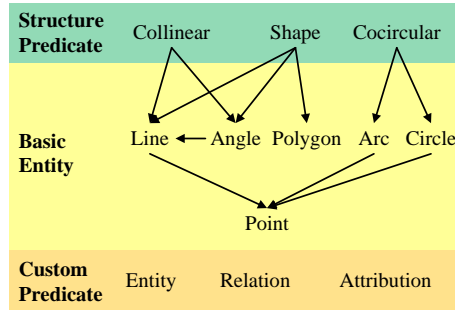 Structure
Predicate
Collinear Shape Cocircular
Basic
Entity
Line Angle Polygon Arc Circle
Point
Custom
Predicate
Entity Relation Attribution